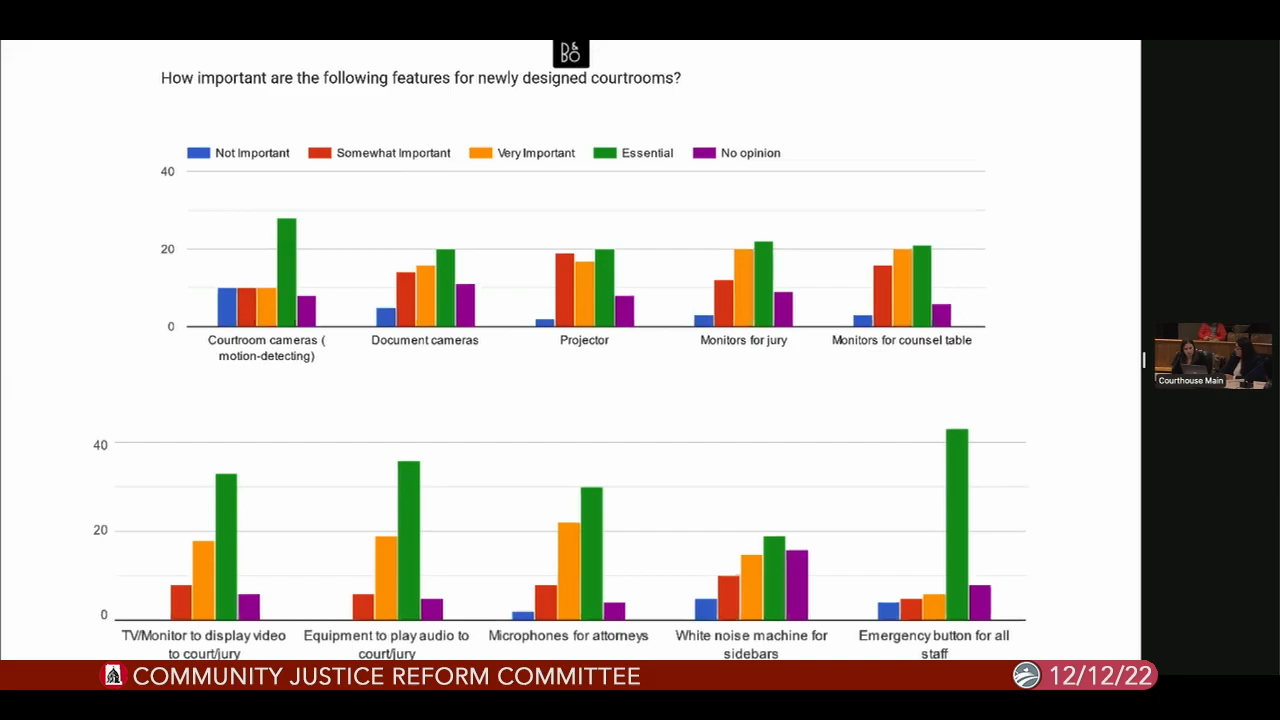 B&
BO
How important are the following features for newly designed courtrooms?
Not Important Somewhat Important Very Important Essential No opinion
40
20
0
Courtroom cameras ( motion-detecting) Document cameras Projector Monitors for jury Monitors for counsel table
Courthouse Main
40
20
0
TV/Monitor to display video to court/jury Equipment to play audio to court/jury Microphones for attorneys White noise machine for sidebars Emergency button for all staff
COMMUNITY JUSTICE REFORM COMMITTEE 12/12/22